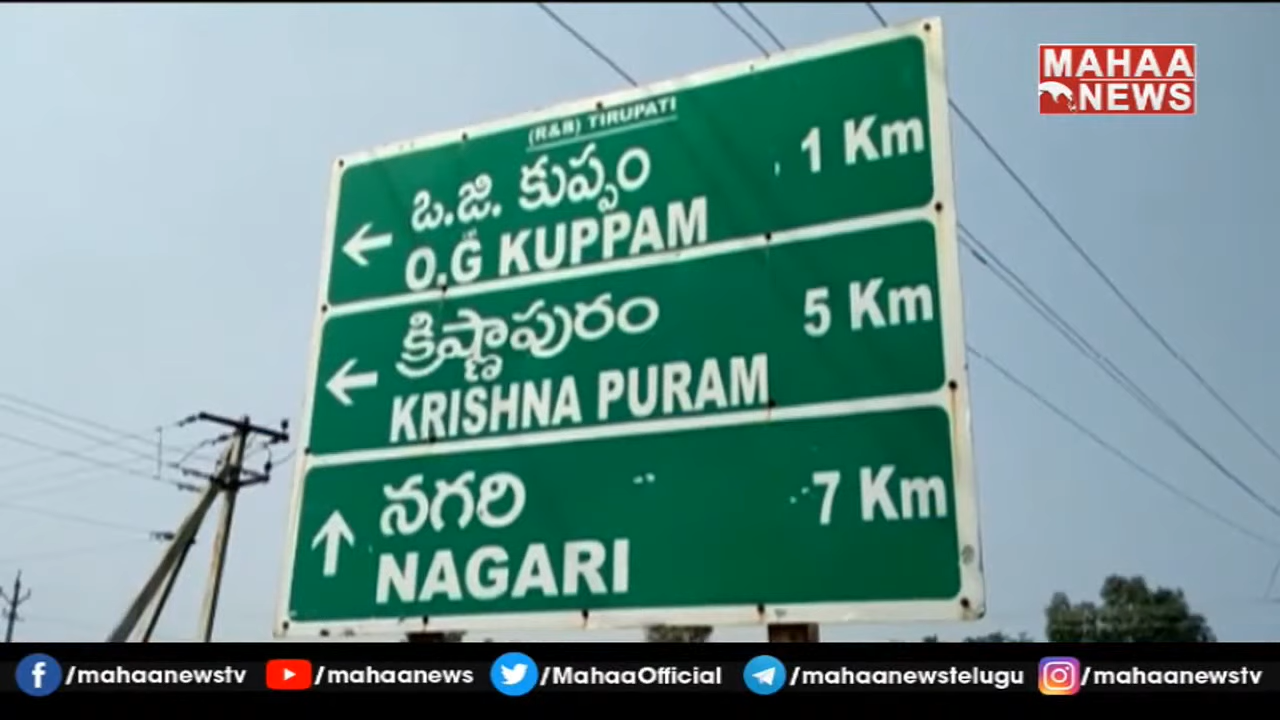 MAHAA
NEWS
(R&B) TIRUPATI
ఒ.జి. కుప్పం
1 Km
O.G KUPPAM
క్రిష్ణాపురం
5 Km
KRISHNA PURAM
నగరి
7 Km
NAGARI
/mahaanewstv /mahaanews /MahaaOfficial /mahaanewstelugu /mahaanewstv